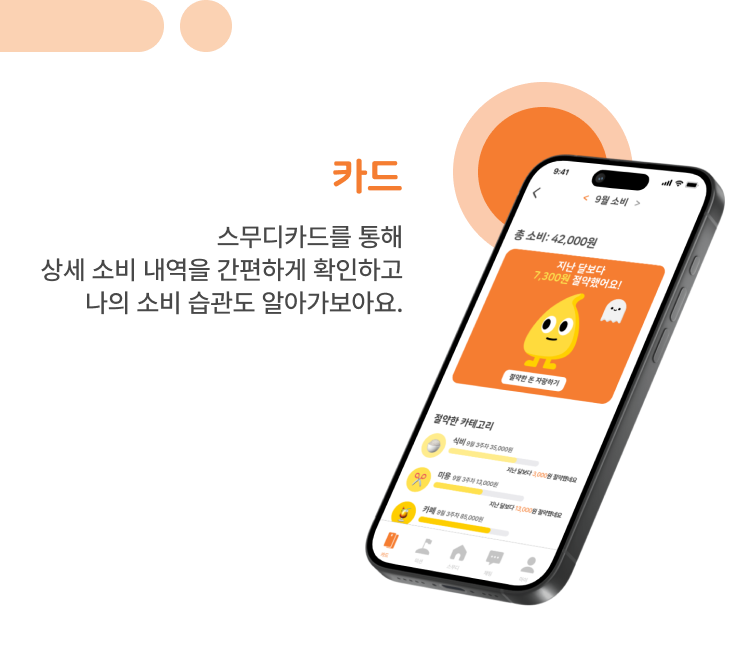 카드
스무디카드를 통해
상세 소비 내역을 간편하게 확인하고
나의 소비 습관도 알아가보아요.
9:41
< 9월 소비 >
총 소비: 42,000원
지난 달보다
7,300원 절약했어요!
절약한 돈 자랑하기
절약한 카테고리
식비 9월 3주차 25,000원
지난 달보다 3,000원 절약했네요
미용 9월 3주차 13,000원
지난 달보다 13,000원 절약했네요
카페 9월 3주차 85,000원
카드